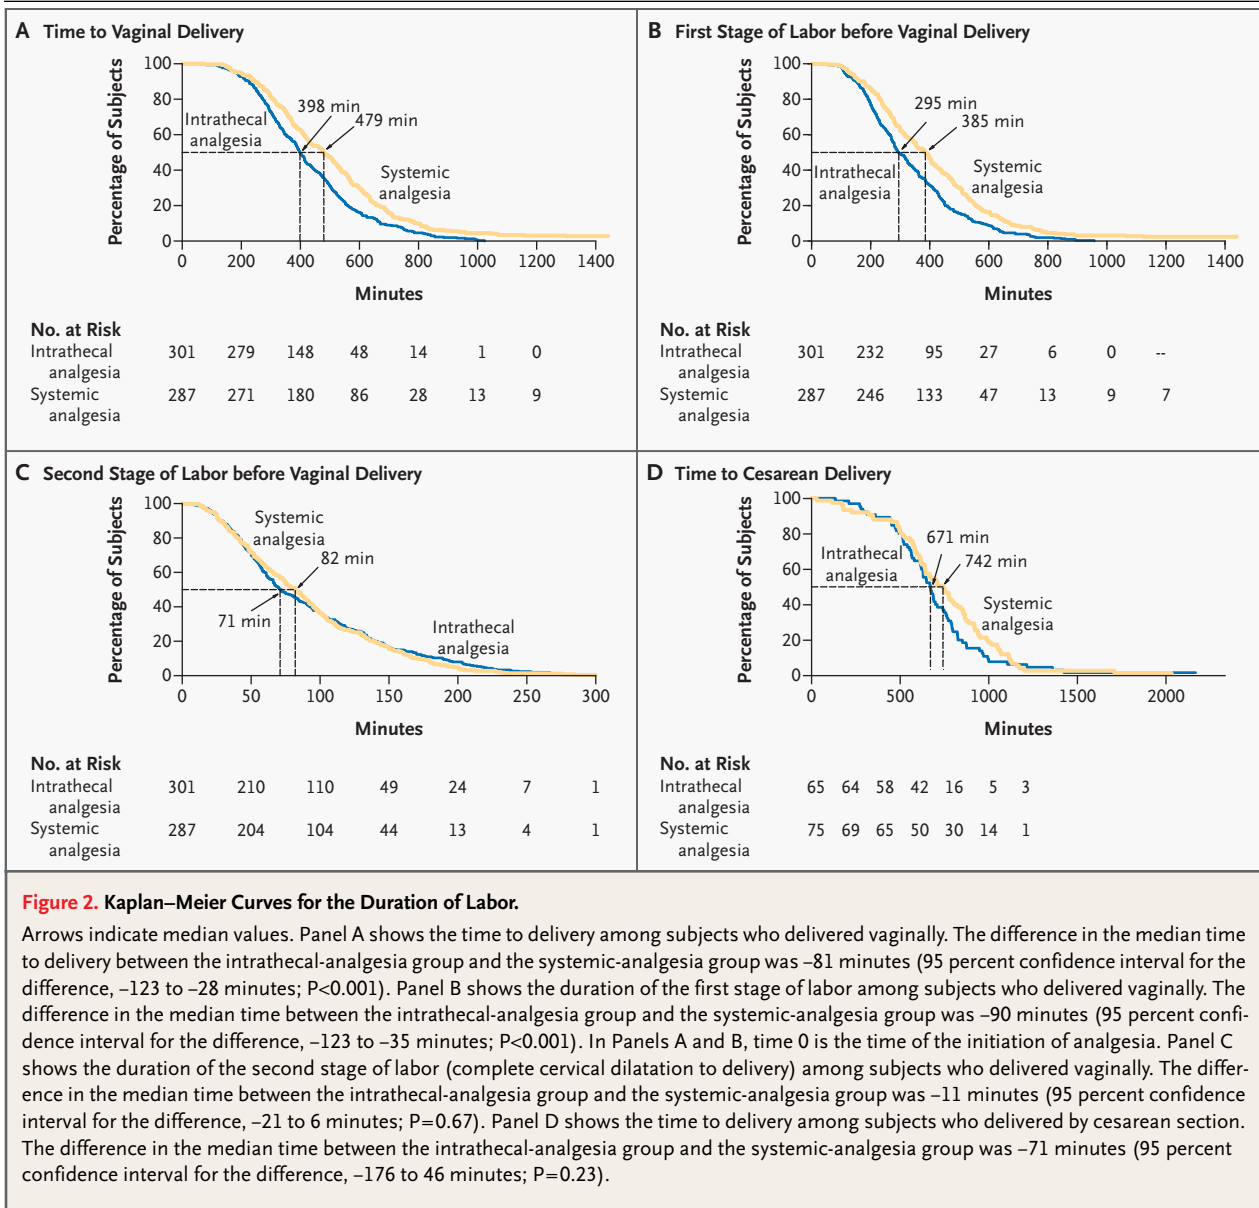 A Time to Vaginal Delivery
Percentage of Subjects
100
80
60
40
20
0
Intrathecal
analgesia
398 min
479 min
Systemic
analgesia
0 200 400 600 800 1000 1200 1400
Minutes
No. at Risk
Intrathecal 301 279 148 48 14 1 0
analgesia
Systemic 287 271 180 86 28 13 9
analgesia
B First Stage of Labor before Vaginal Delivery
Percentage of Subjects
100
80
60
40
20
0
295 min
385 min
Intrathecal
analgesia
Systemic
analgesia
0 200 400 600 800 1000 1200 1400
Minutes
No. at Risk
Intrathecal 301 232 95 27 6 0 --
analgesia
Systemic 287 246 133 47 13 9 7
analgesia
C Second Stage of Labor before Vaginal Delivery
Percentage of Subjects
100
80
60
40
20
0
Systemic
analgesia
82 min
71 min
Intrathecal
analgesia
0 50 100 150 200 250 300
Minutes
No. at Risk
Intrathecal 301 210 110 49 24 7 1
analgesia
Systemic 287 204 104 44 13 4 1
analgesia
D Time to Cesarean Delivery
Percentage of Subjects
100
80
60
40
20
0
Intrathecal
analgesia
671 min
742 min
Systemic
analgesia
0 500 1000 1500 2000
Minutes
No. at Risk
Intrathecal 65 64 58 42 16 5 3
analgesia
Systemic 75 69 65 50 30 14 1
analgesia
Figure 2. Kaplan–Meier Curves for the Duration of Labor.
Arrows indicate median values. Panel A shows the time to delivery among subjects who delivered vaginally. The difference in the median time
to delivery between the intrathecal-analgesia group and the systemic-analgesia group was –81 minutes (95 percent confidence interval for the
difference, –123 to –28 minutes; P<0.001). Panel B shows the duration of the first stage of labor among subjects who delivered vaginally. The
difference in the median time between the intrathecal-analgesia group and the systemic-analgesia group was –90 minutes (95 percent confi-
dence interval for the difference, –123 to –35 minutes; P<0.001). In Panels A and B, time 0 is the time of the initiation of analgesia. Panel C
shows the duration of the second stage of labor (complete cervical dilatation to delivery) among subjects who delivered vaginally. The differ-
ence in the median time between the intrathecal-analgesia group and the systemic-analgesia group was –11 minutes (95 percent confidence
interval for the difference, –21 to 6 minutes; P=0.67). Panel D shows the time to delivery among subjects who delivered by cesarean section.
The difference in the median time between the intrathecal-analgesia group and the systemic-analgesia group was –71 minutes (95 percent
confidence interval for the difference, –176 to 46 minutes; P=0.23).